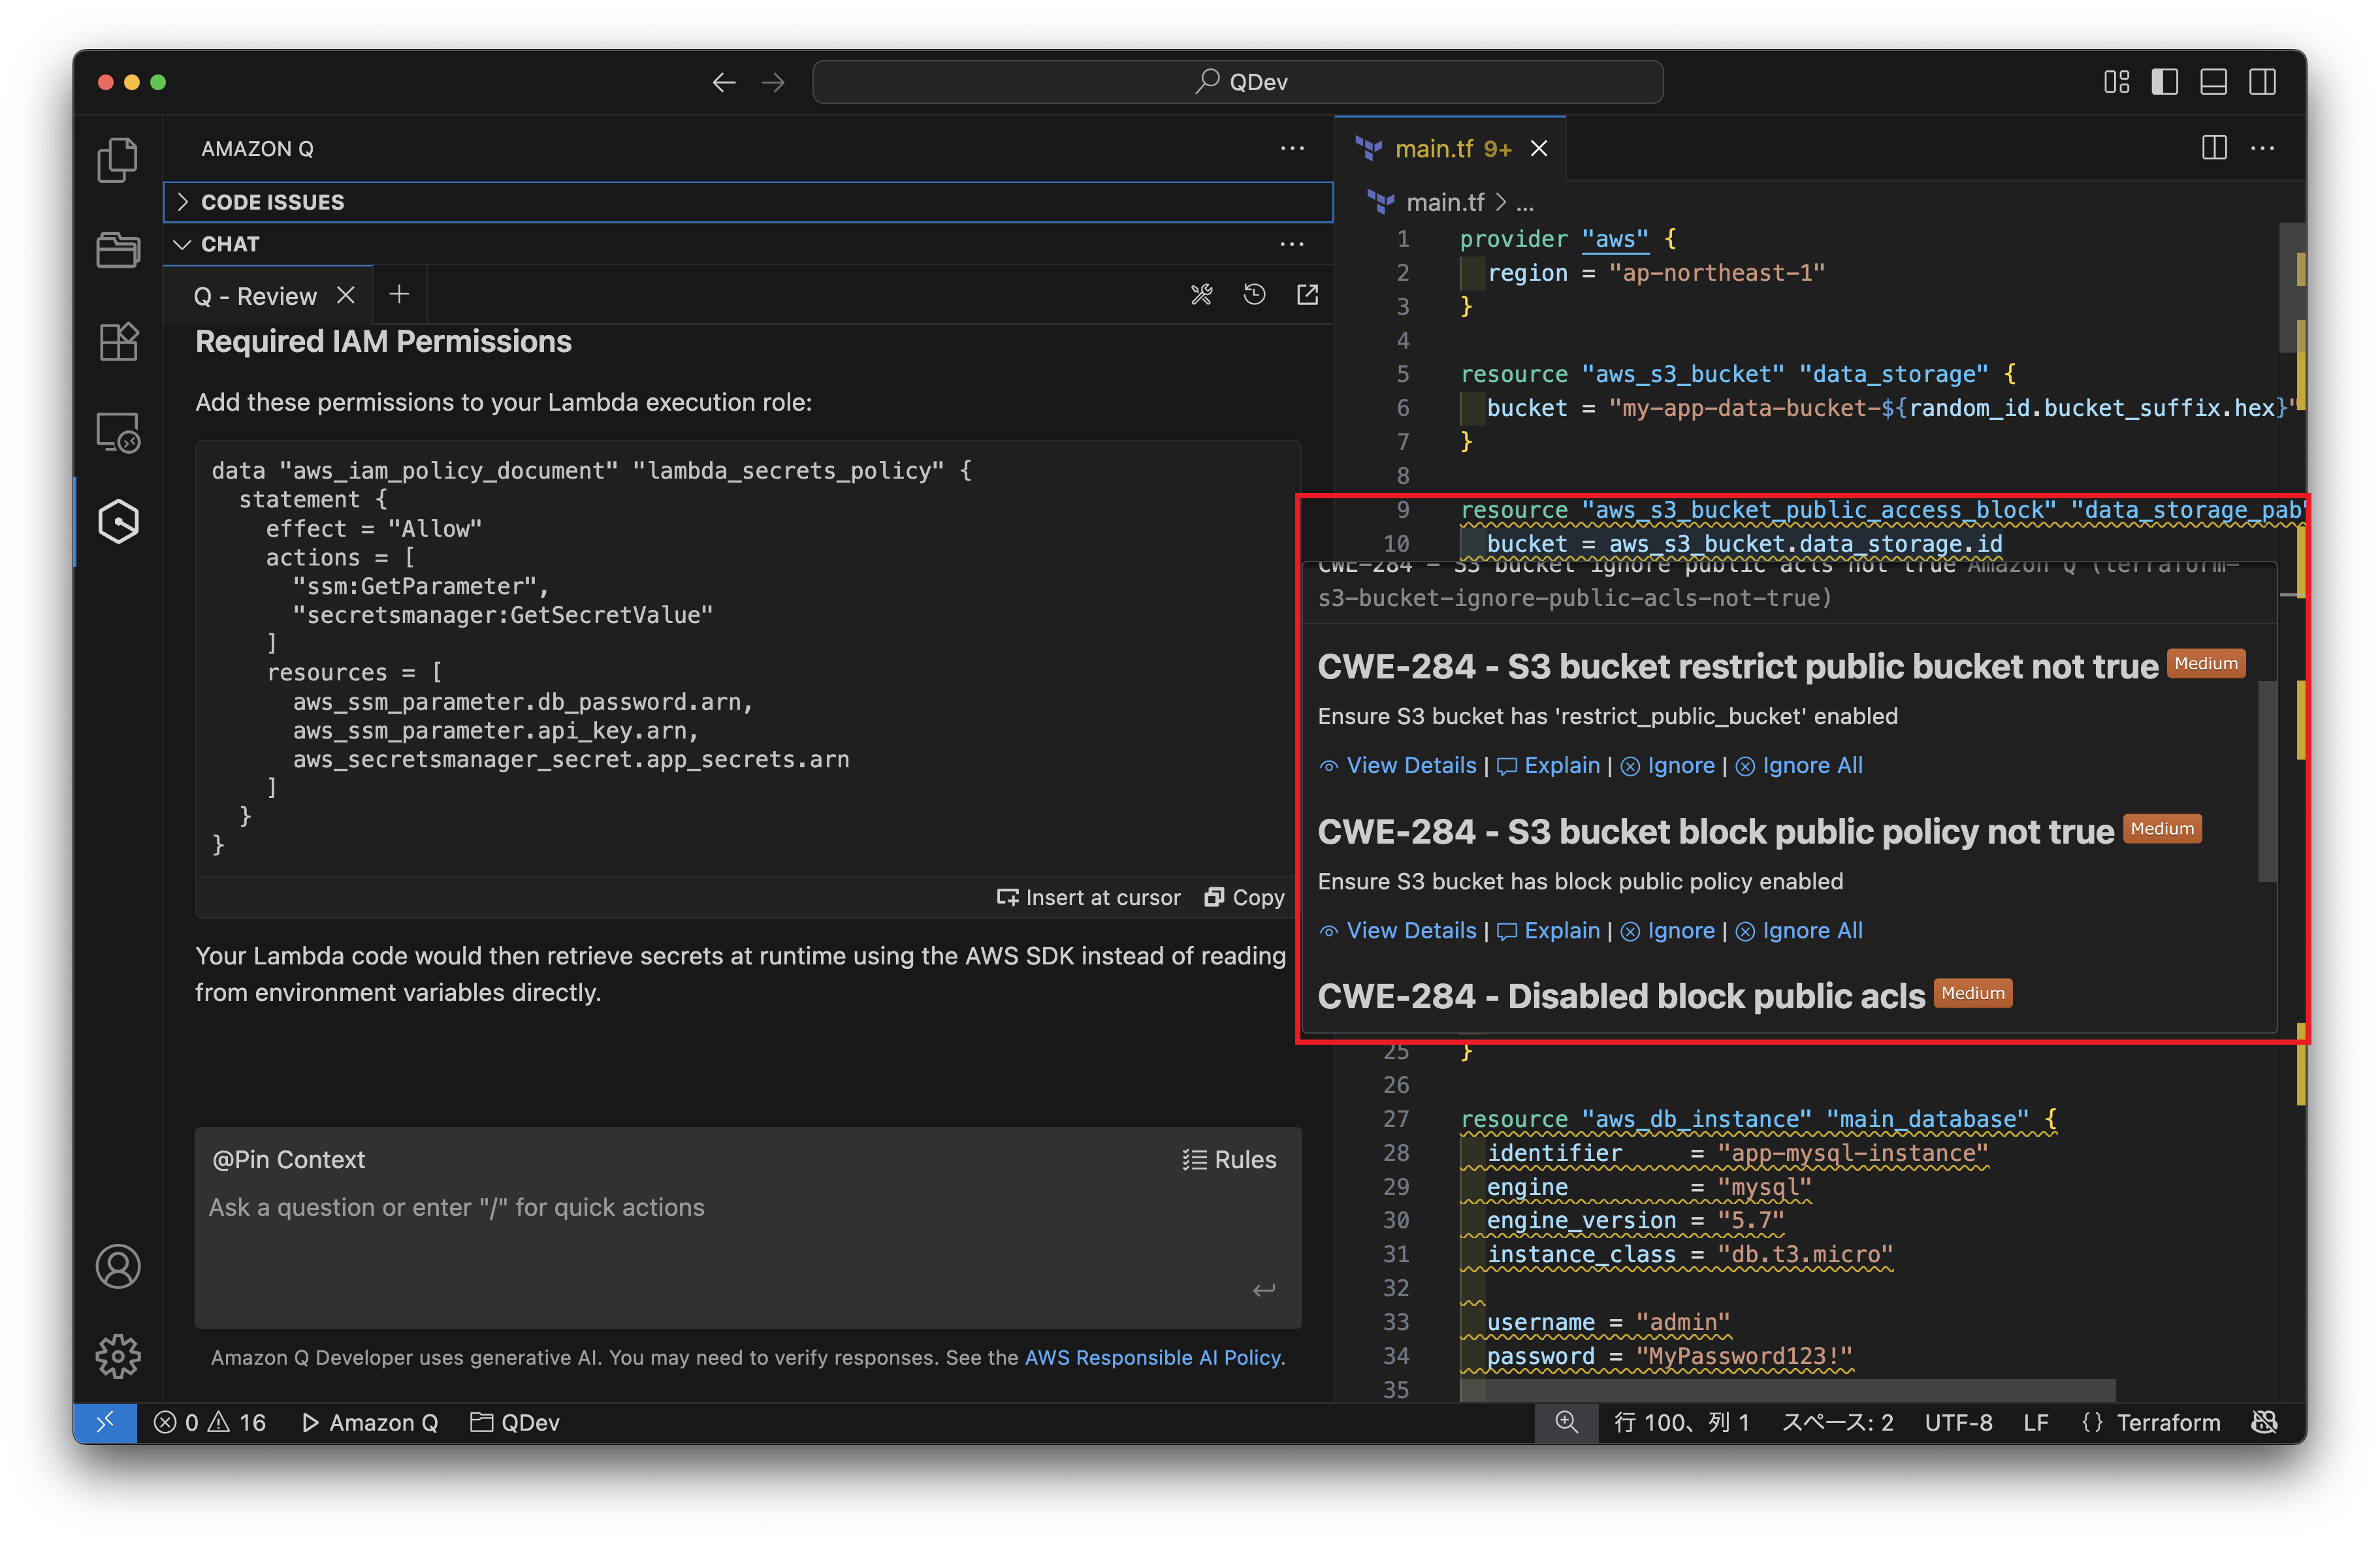 QDev
AMAZON Q
CODE ISSUES
CHAT
Q - Review
Required IAM Permissions
Add these permissions to your Lambda execution role:
data "aws_iam_policy_document" "lambda_secrets_policy" {
  statement {
    effect = "Allow"
    actions = [
      "ssm:GetParameter",
      "secretsmanager:GetSecretValue"
    ]
    resources = [
      aws_ssm_parameter.db_password.arn,
      aws_ssm_parameter.api_key.arn,
      aws_secretsmanager_secret.app_secrets.arn
    ]
  }
}
Insert at cursor Copy
Your Lambda code would then retrieve secrets at runtime using the AWS SDK instead of reading
from environment variables directly.
@Pin Context
Rules
Ask a question or enter "/" for quick actions
Amazon Q Developer uses generative AI. You may need to verify responses. See the AWS Responsible AI Policy.
main.tf 9+
main.tf > ...
1 provider "aws" {
2   region = "ap-northeast-1"
3 }
4
5 resource "aws_s3_bucket" "data_storage" {
6   bucket = "my-app-data-bucket-${random_id.bucket_suffix.hex}"
7 }
8
9 resource "aws_s3_bucket_public_access_block" "data_storage_pab"
10   bucket = aws_s3_bucket.data_storage.id
CWE-284 - S3 bucket ignore public acls not true Amazon Q (terraform-
s3-bucket-ignore-public-acls-not-true)
CWE-284 - S3 bucket restrict public bucket not true Medium
Ensure S3 bucket has 'restrict_public_bucket' enabled
View Details | Explain | Ignore | Ignore All
CWE-284 - S3 bucket block public policy not true Medium
Ensure S3 bucket has block public policy enabled
View Details | Explain | Ignore | Ignore All
CWE-284 - Disabled block public acls Medium
25 }
26
27 resource "aws_db_instance" "main_database" {
28   identifier     = "app-mysql-instance"
29   engine         = "mysql"
30   engine_version = "5.7"
31   instance_class = "db.t3.micro"
32
33   username = "admin"
34   password = "MyPassword123!"
35
0 16 Amazon Q QDev
行 100、列 1 スペース: 2 UTF-8 LF {} Terraform